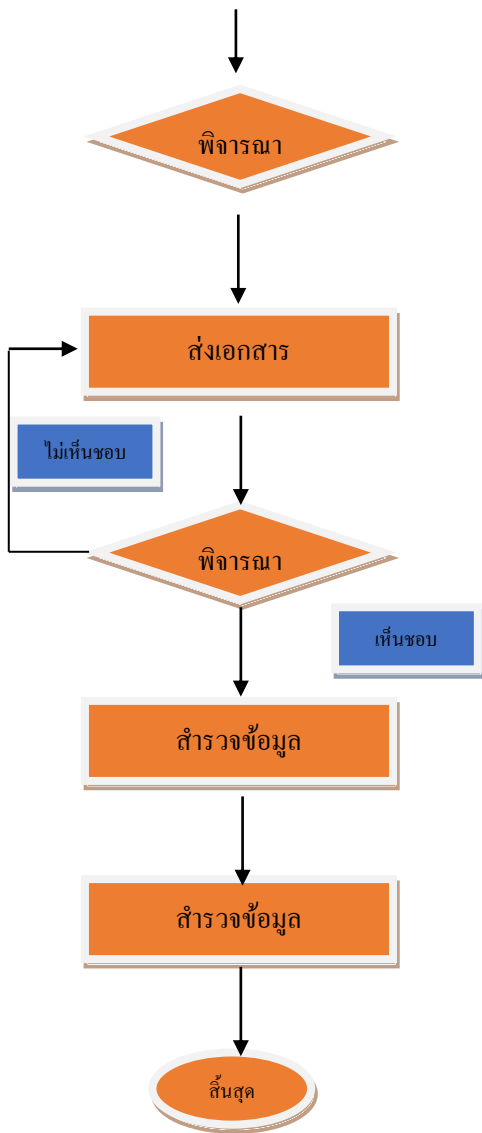 พิจารณา
ส่งเอกสาร
ไม่เห็นชอบ
พิจารณา
เห็นชอบ
สำรวจข้อมูล
สำรวจข้อมูล
สิ้นสุด